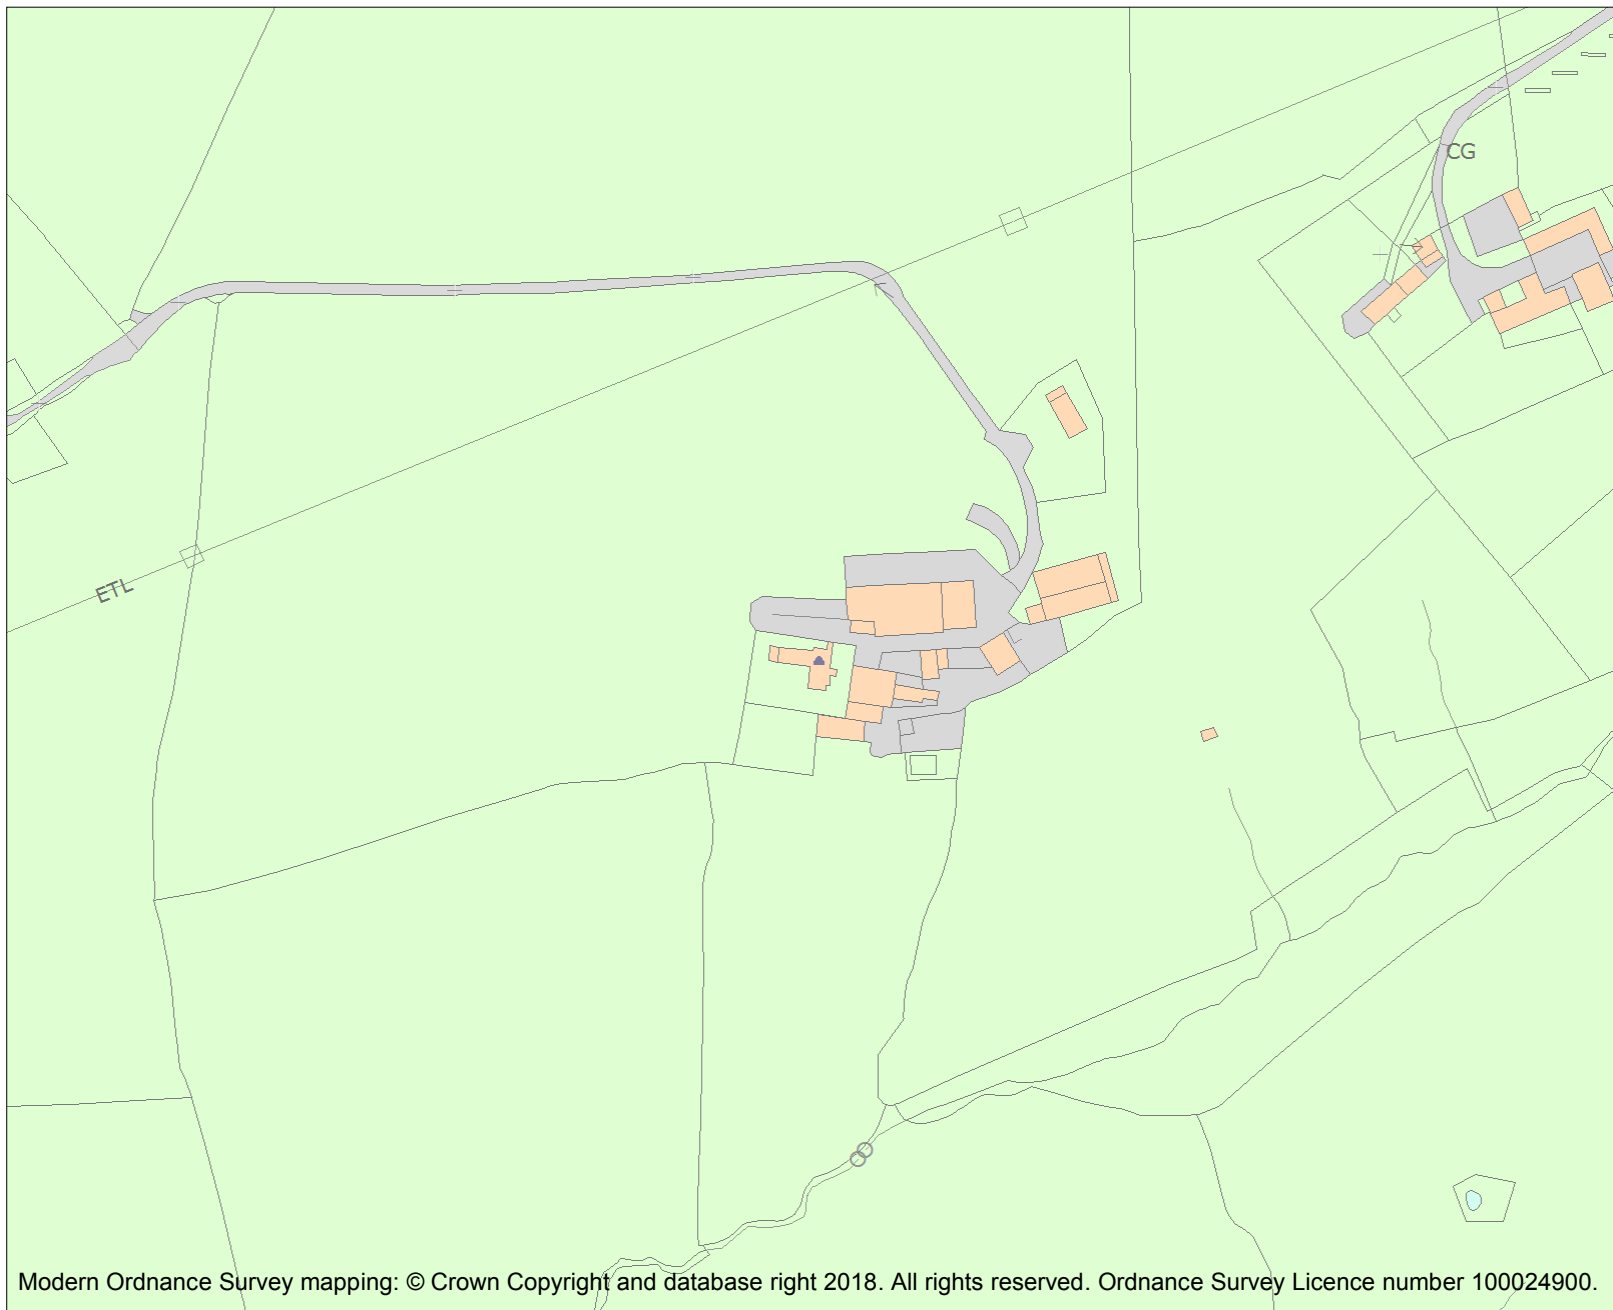 CG
ETL
Modern Ordnance Survey mapping: © Crown Copyright and database right 2018. All rights reserved. Ordnance Survey Licence number 100024900.